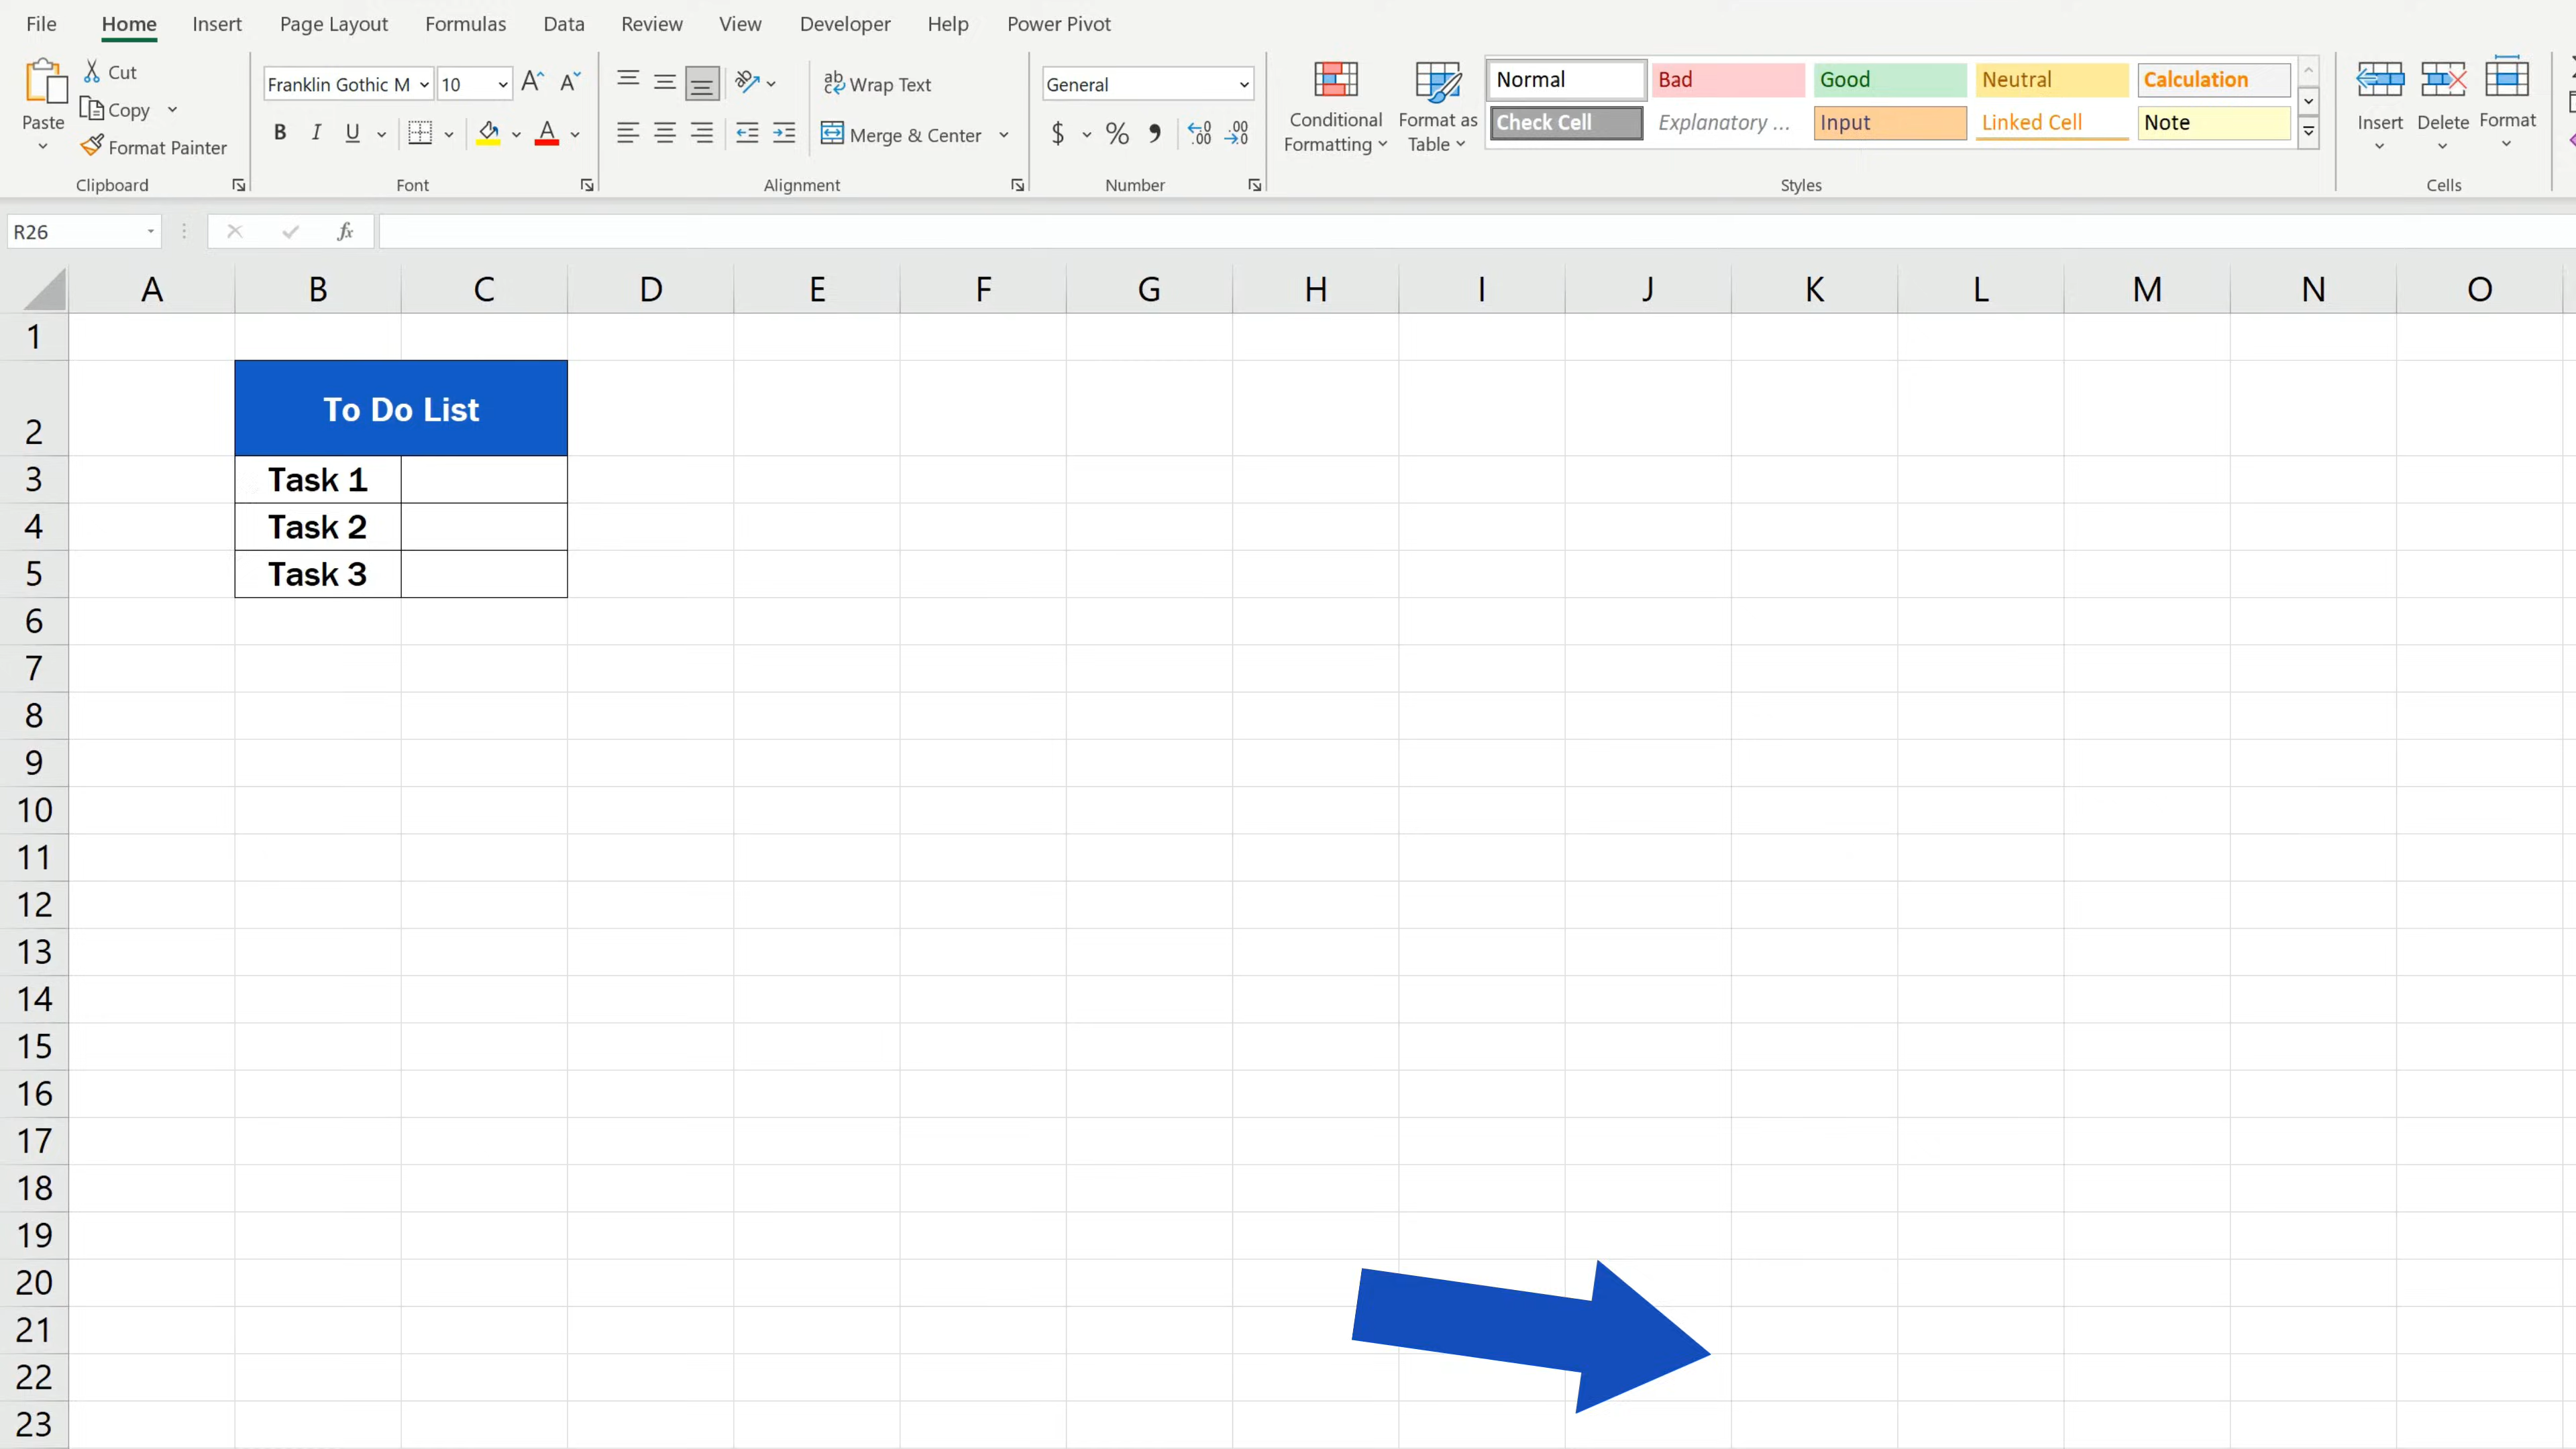 File Home Insert Page Layout Formulas Data Review View Developer Help Power Pivot
Paste
Cut
Copy
Format Painter
Clipboard
Franklin Gothic M 10
B I U
Font
Wrap Text
Merge & Center
Alignment
General
$ % ,
Number
Conditional Formatting
Format as Table
Normal Bad Good Neutral Calculation
Check Cell Explanatory ... Input Linked Cell Note
Styles
Insert Delete Format
Cells
R26 fx
A B C D E F G H I J K L M N O
1
2 To Do List
3 Task 1
4 Task 2
5 Task 3
6
7
8
9
10
11
12
13
14
15
16
17
18
19
20
21
22
23